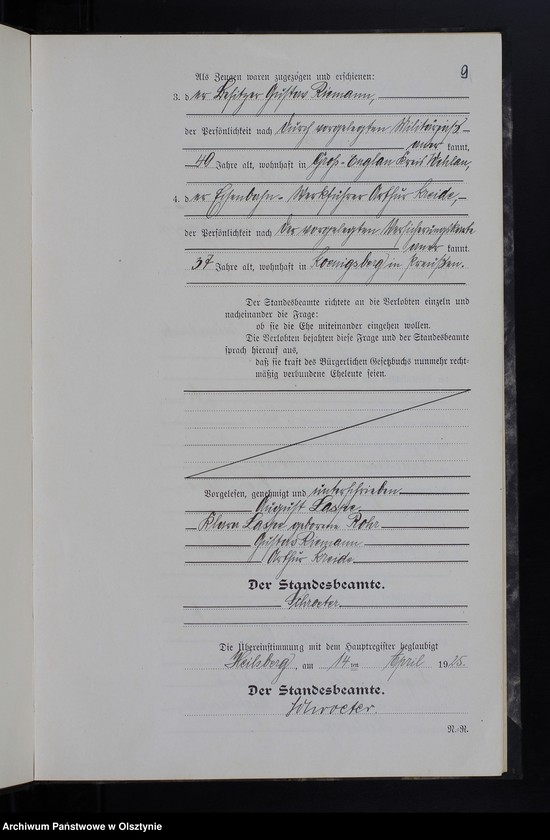 9
Als Zeugen waren zugezogen und erschienen:
3. der Besitzer Gustav Riemann,
der Persönlichkeit nach durch vorgelegten Militärpaß
aner kannt,
40 Jahre alt, wohnhaft in Groß-Englau Kreis Wehlau,
4. der Eisenbahn-Werkführer Arthur Kreide,
der Persönlichkeit nach der vorgelegten Versicherungskarte
aner kannt.
37 Jahre alt, wohnhaft in Koenigsberg in Preußen.
Der Standesbeamte richtete an die Verlobten einzeln und
nacheinander die Frage:
ob sie die Ehe miteinander eingehen wollen.
Die Verlobten bejahten diese Frage und der Standesbeamte
sprach hierauf aus,
daß sie kraft des Bürgerlichen Gesetzbuchs nunmehr recht-
mäßig verbundene Eheleute seien.
Vorgelesen, genehmigt und unterschrieben
August
Klara geborene Rohr
Gustav Riemann
Arthur Kreide
Der Standesbeamte.
Schroeter.
Die Übereinstimmung mit dem Hauptregister beglaubigt
Heilsberg, am 14 ten April 1925.
Der Standesbeamte.
Schroeter.
N.-R.
Archiwum Państwowe w Olsztynie